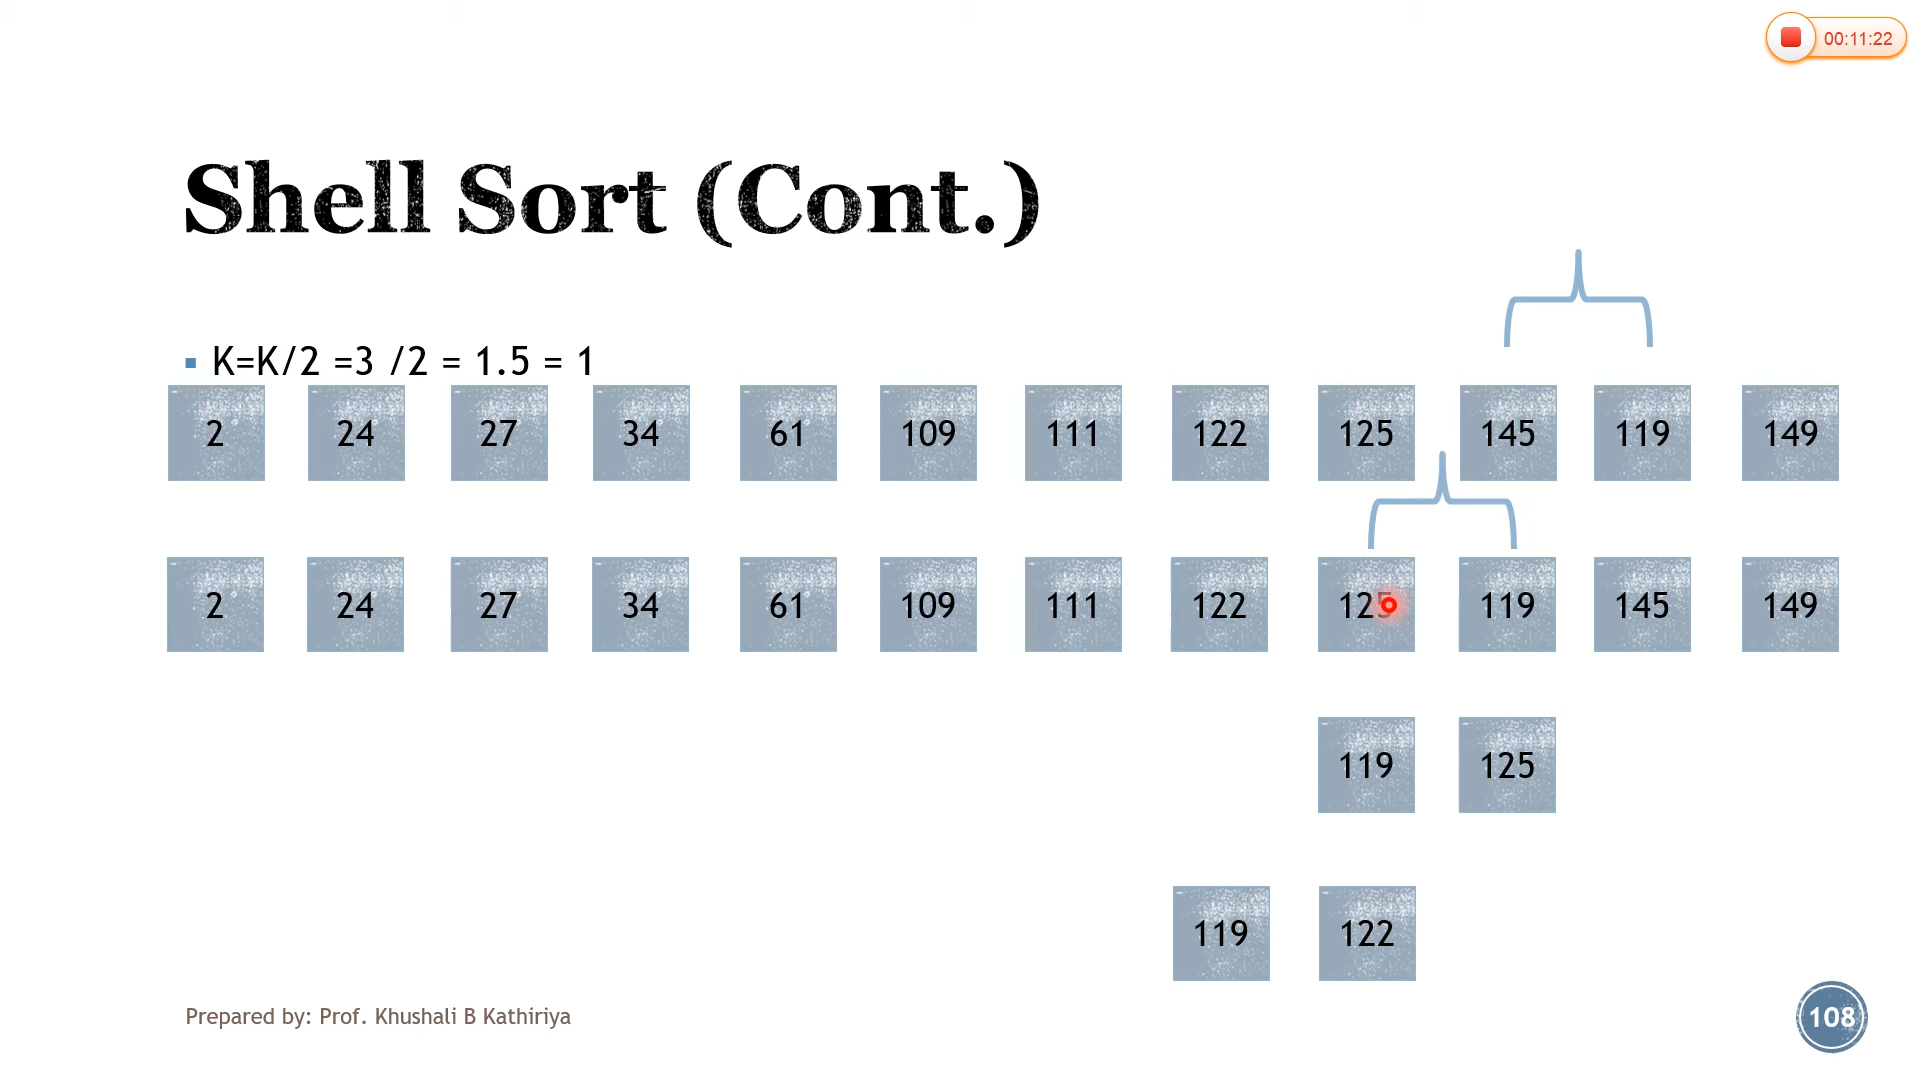 00:11:22
Shell Sort (Cont.)
K=K/2 =3 /2 = 1.5 = 1
2 24 27 34 61 109 111 122 125 145 119 149
2 24 27 34 61 109 111 122 125 119 145 149
119 125
119 122
Prepared by: Prof. Khushali B Kathiriya
108